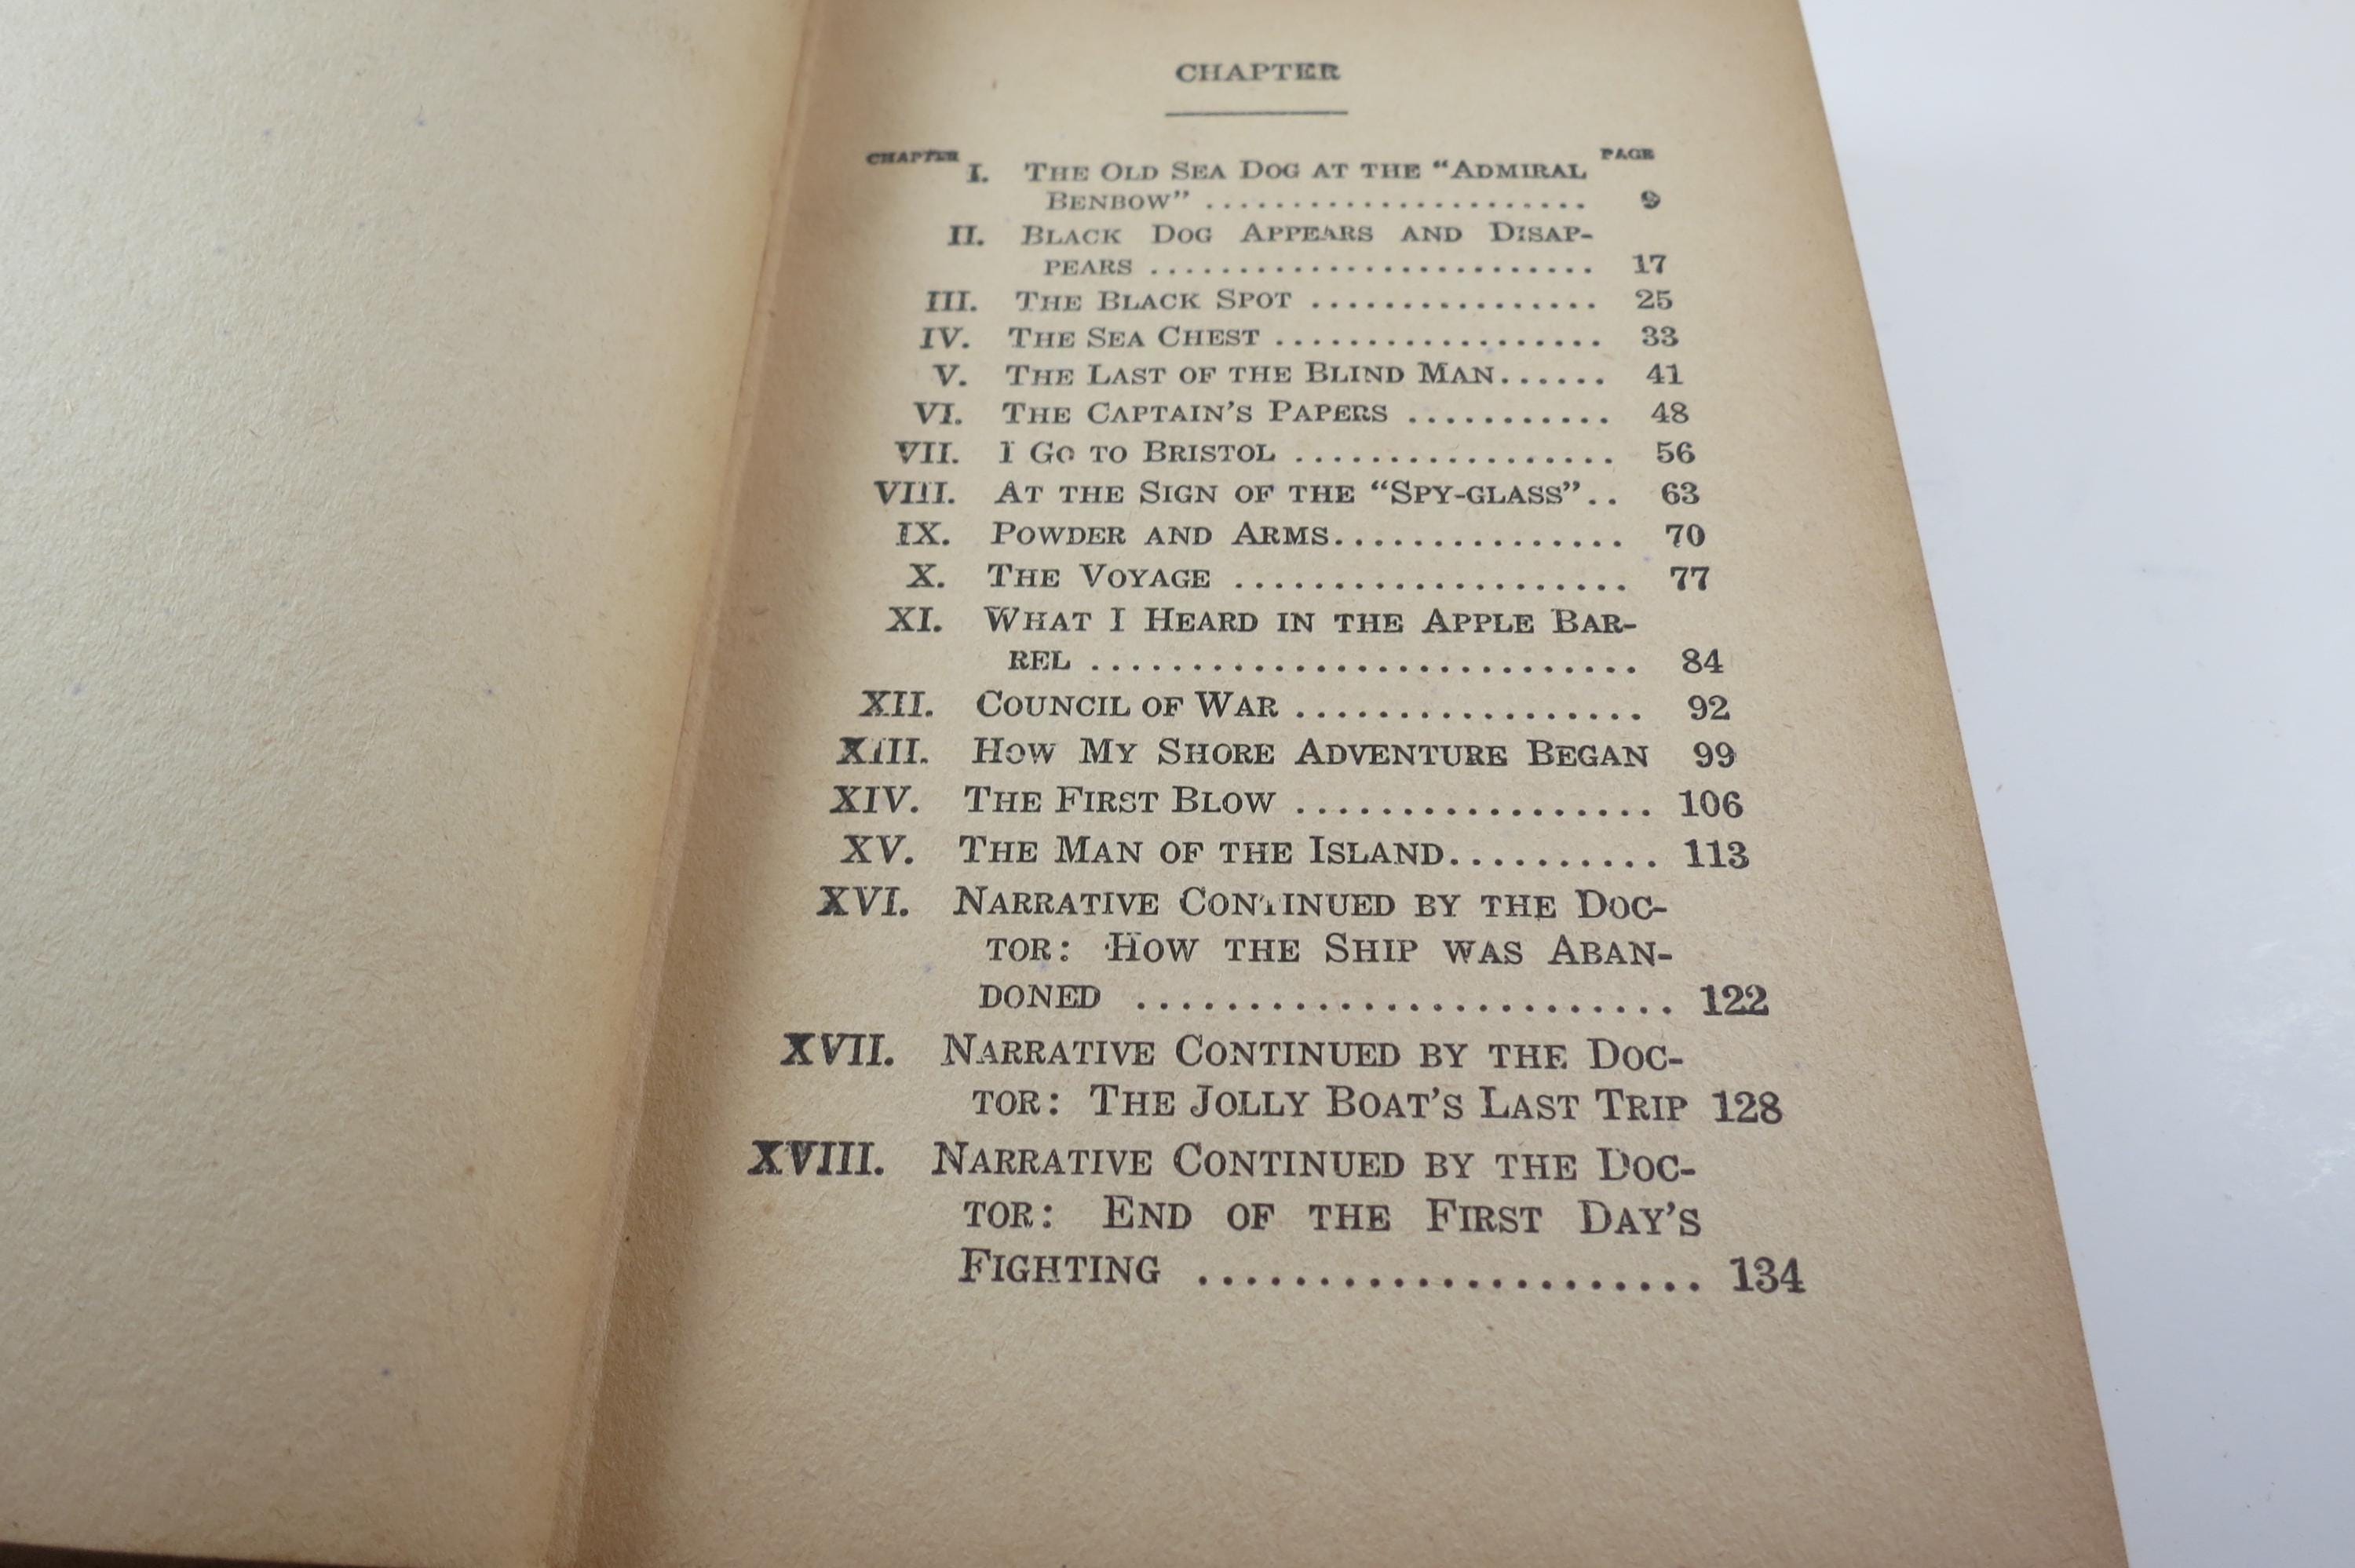 CHAPTER
CHAPTER PAGE
I. THE OLD SEA DOG AT THE "ADMIRAL
BENBOW" ....................... 9
II. BLACK DOG APPEARS AND DISAP-
PEARS .......................... 17
III. THE BLACK SPOT ................. 25
IV. THE SEA CHEST .................. 33
V. THE LAST OF THE BLIND MAN...... 41
VI. THE CAPTAIN'S PAPERS ........... 48
VII. I GO TO BRISTOL ................. 56
VIII. AT THE SIGN OF THE "SPY-GLASS".. 63
IX. POWDER AND ARMS............... 70
X. THE VOYAGE .................... 77
XI. WHAT I HEARD IN THE APPLE BAR-
REL ............................ 84
XII. COUNCIL OF WAR ................. 92
XIII. HOW MY SHORE ADVENTURE BEGAN 99
XIV. THE FIRST BLOW ................. 106
XV. THE MAN OF THE ISLAND.......... 113
XVI. NARRATIVE CONTINUED BY THE DOC-
TOR: HOW THE SHIP WAS ABAN-
DONED ........................ 122
XVII. NARRATIVE CONTINUED BY THE DOC-
TOR: THE JOLLY BOAT'S LAST TRIP 128
XVIII. NARRATIVE CONTINUED BY THE DOC-
TOR: END OF THE FIRST DAY'S
FIGHTING ..................... 134